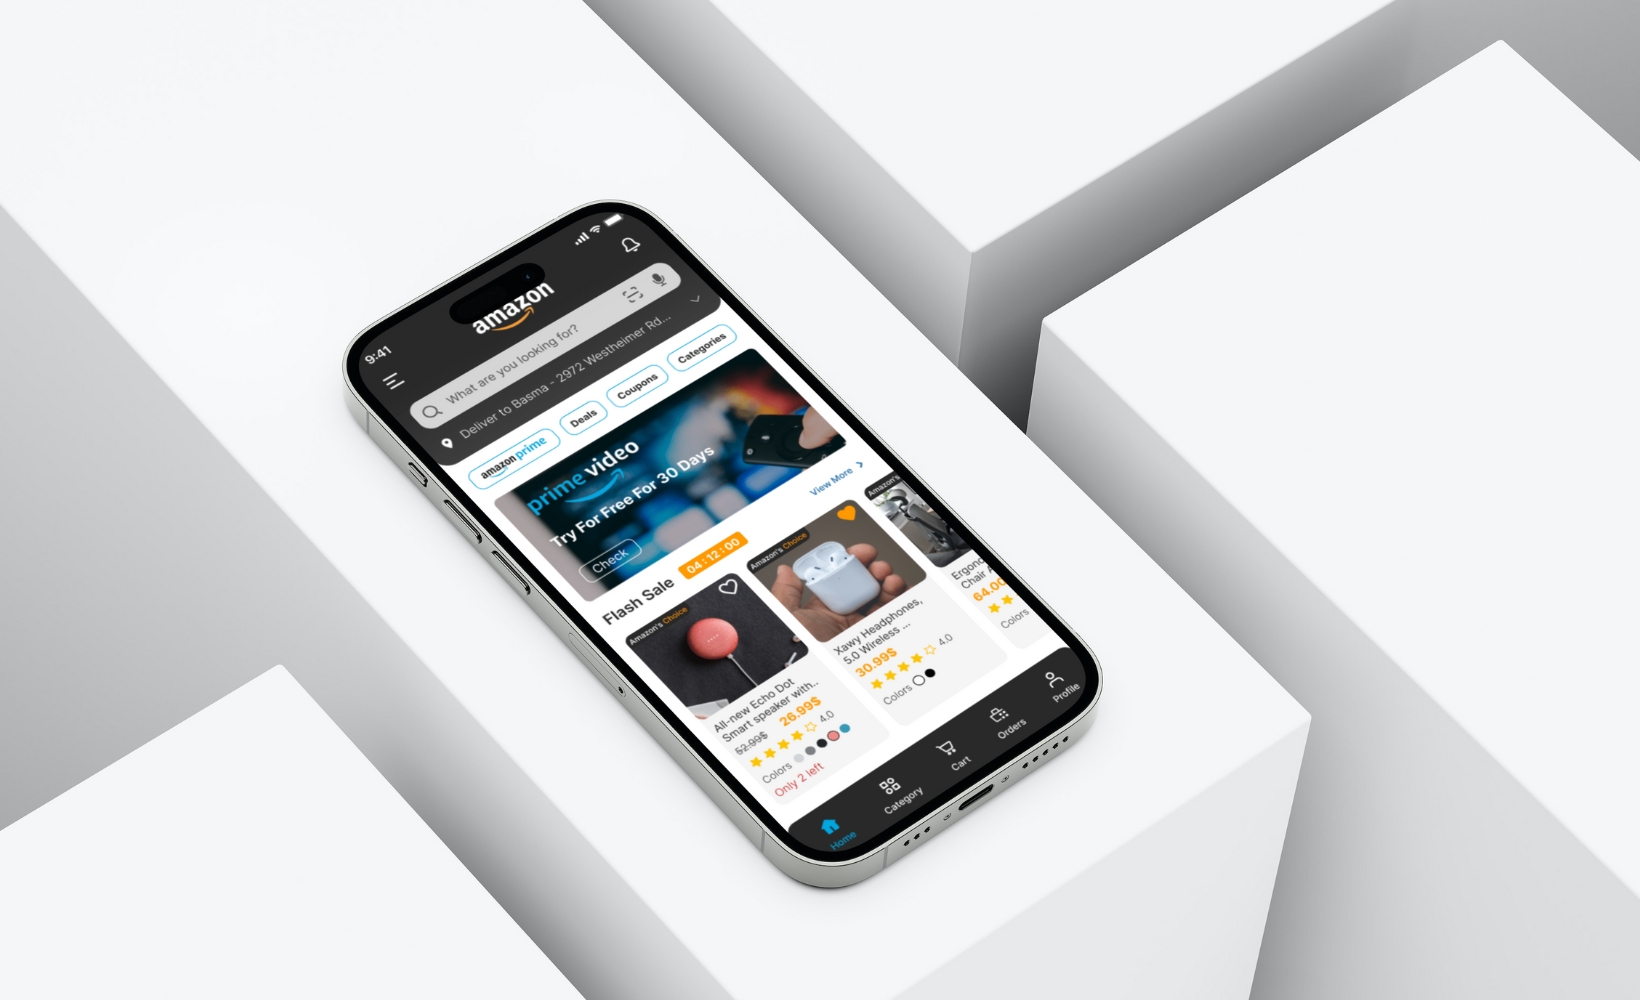 9:41
amazon
What are you looking for?
Deliver to Basma - 2972 Westheimer Rd...
amazon prime
Deals
Coupons
Categories
prime video
Try For Free For 30 Days
Check
Flash Sale
04:12:00
View More
Amazon's Choice
All-new Echo Dot
Smart speaker with..
52.99$ 26.99$
4.0
Colors
Only 2 left
Amazon's Choice
Xawy Headphones,
5.0 Wireless ...
30.99$
4.0
Colors
Amazon's
Chair
64.00
Colors
Home
Category
Cart
Orders
Profile